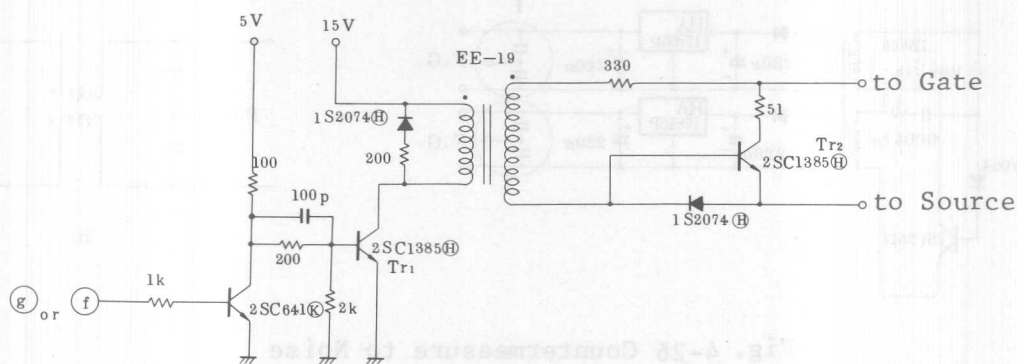 5V
15V
EE-19
330
to Gate
1S2074Ⓗ
51
100
200
Tr2
2SC1385Ⓗ
100p
to Source
1S2074Ⓗ
200
2SC1385Ⓗ
Tr1
1k
g or f
2SC641Ⓚ
2k
Fig. 4-26 Countermeasure to Noise